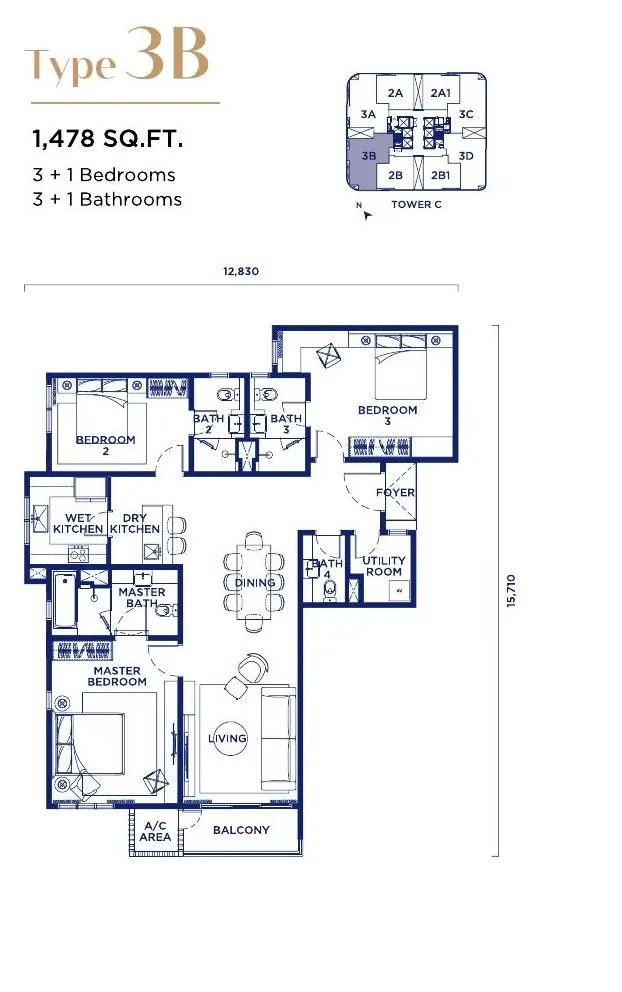 Type 3B
1,478 SQ.FT.
3 + 1 Bedrooms
3 + 1 Bathrooms
2A
2A1
3A
3C
3B
3D
2B
2B1
N
TOWER C
12,830
BEDROOM
3
BEDROOM
2
BATH
2
BATH
3
FOYER
WET
KITCHEN
DRY
KITCHEN
BATH
4
UTILITY
ROOM
DINING
MASTER
BATH
15,710
MASTER
BEDROOM
LIVING
A/C
AREA
BALCONY